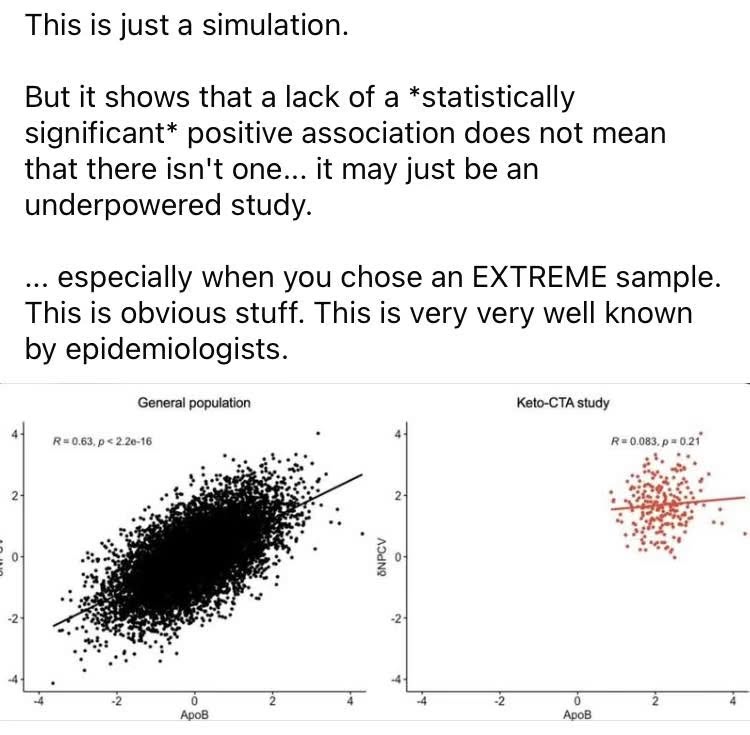 This is just a simulation.
But it shows that a lack of a *statistically
significant* positive association does not mean
that there isn't one... it may just be an
underpowered study.
... especially when you chose an EXTREME sample.
This is obvious stuff. This is very very well known
by epidemiologists.
General population
R = 0.63, p < 2.2e-16
4
2
0
-2
-4
-4 -2 0 2 4
ApoB
Keto-CTA study
R = 0.083, p = 0.21
δNPCV
4
2
0
-2
-4
-4 -2 0 2 4
ApoB